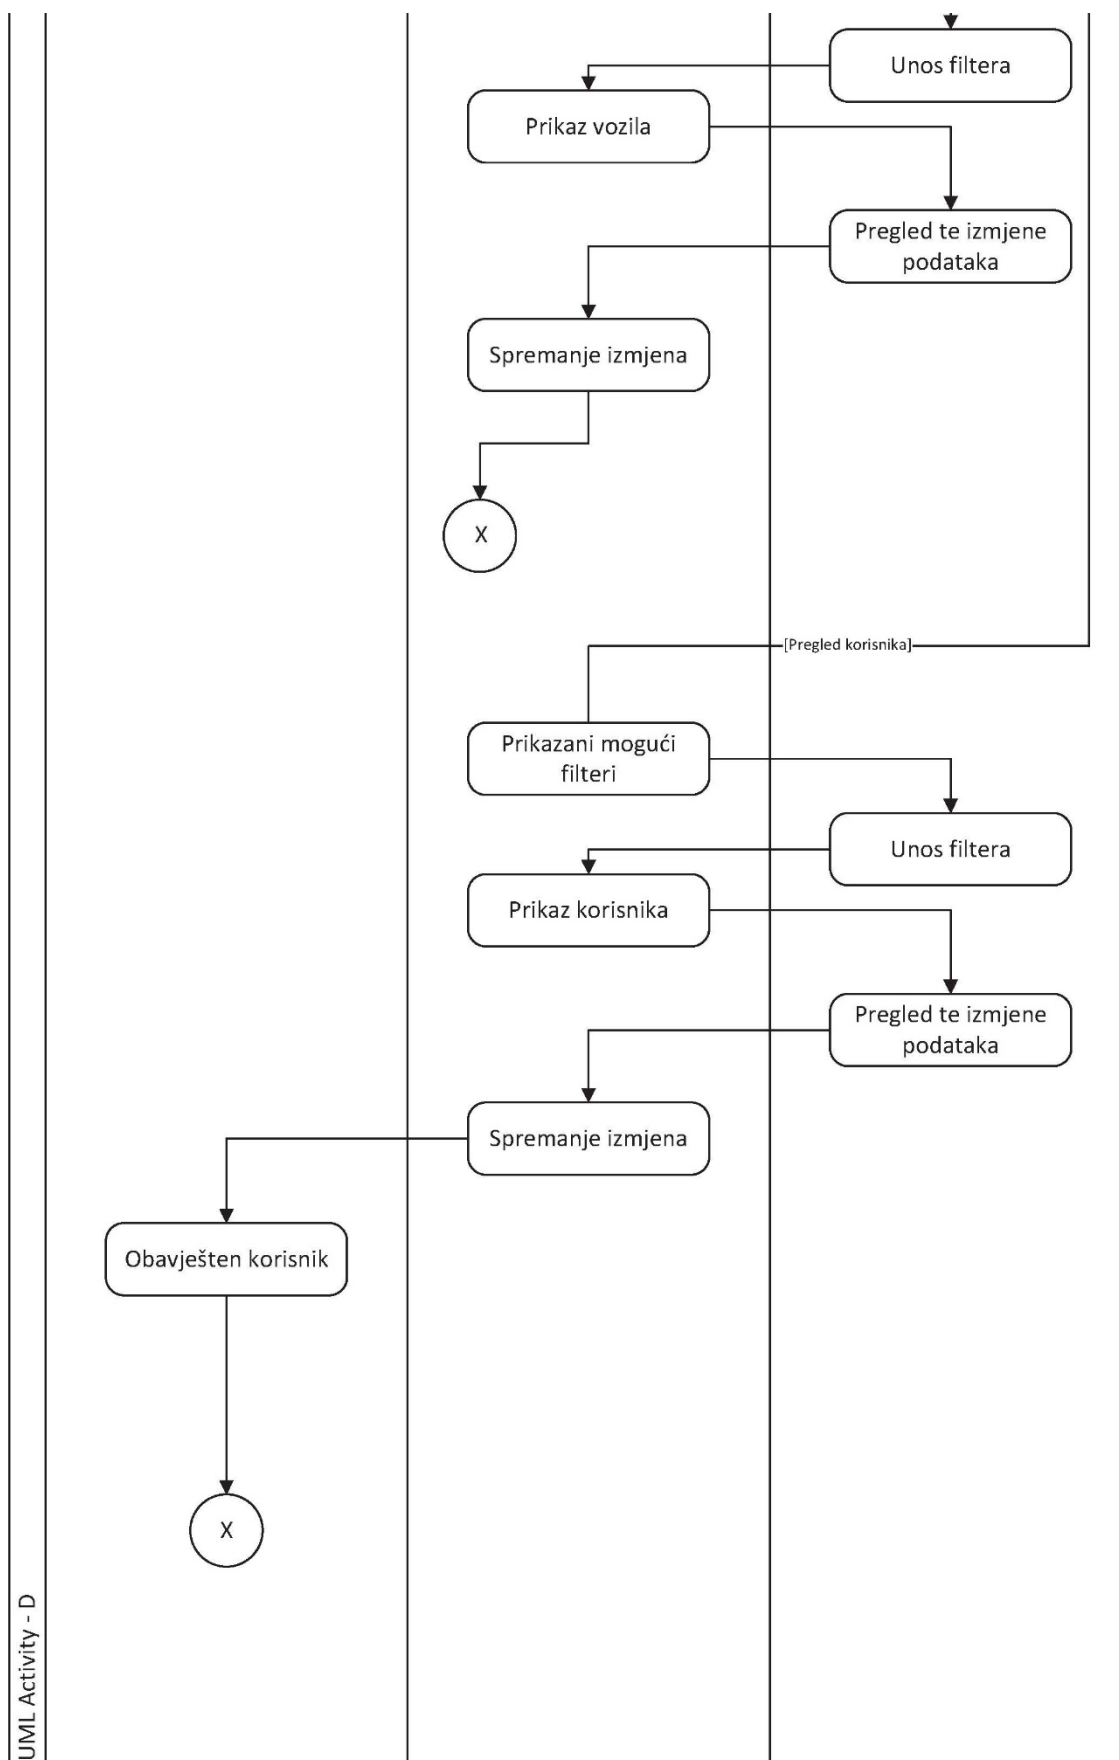 Unos filtera
Prikaz vozila
Pregled te izmjene
podataka
Spremanje izmjena
X
[Pregled korisnika]
Prikazani mogući
filteri
Unos filtera
Prikaz korisnika
Pregled te izmjene
podataka
Spremanje izmjena
Obavješten korisnik
X
UML Activity - D